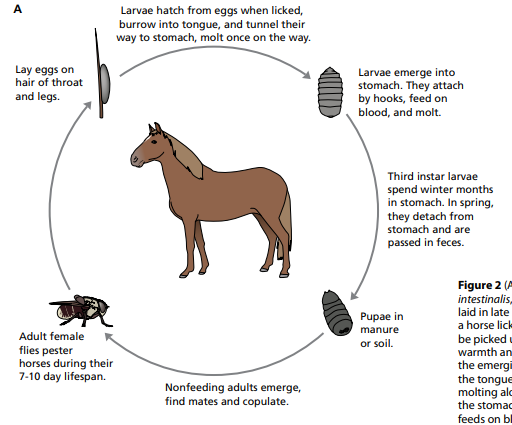 A
Larvae hatch from eggs when licked,
burrow into tongue, and tunnel their
way to stomach, molt once on the way.
Lay eggs on
hair of throat
and legs.
Larvae emerge into
stomach. They attach
by hooks, feed on
blood, and molt.
Third instar larvae
spend winter months
in stomach. In spring,
they detach from
stomach and are
passed in feces.
Pupae in
manure
or soil.
Adult female
flies pester
horses during their
7-10 day lifespan.
Nonfeeding adults emerge,
find mates and copulate.
Figure 2 (A
intestinalis,
laid in late
a horse lick
be picked u
warmth an
the emergi
the tongue
molting alo
the stomac
feeds on bl